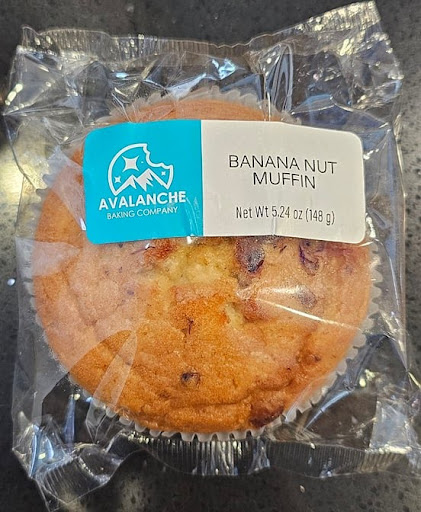 AVALANCHE
BAKING COMPANY
BANANA NUT
MUFFIN
Net Wt 5.24 oz (148 g)